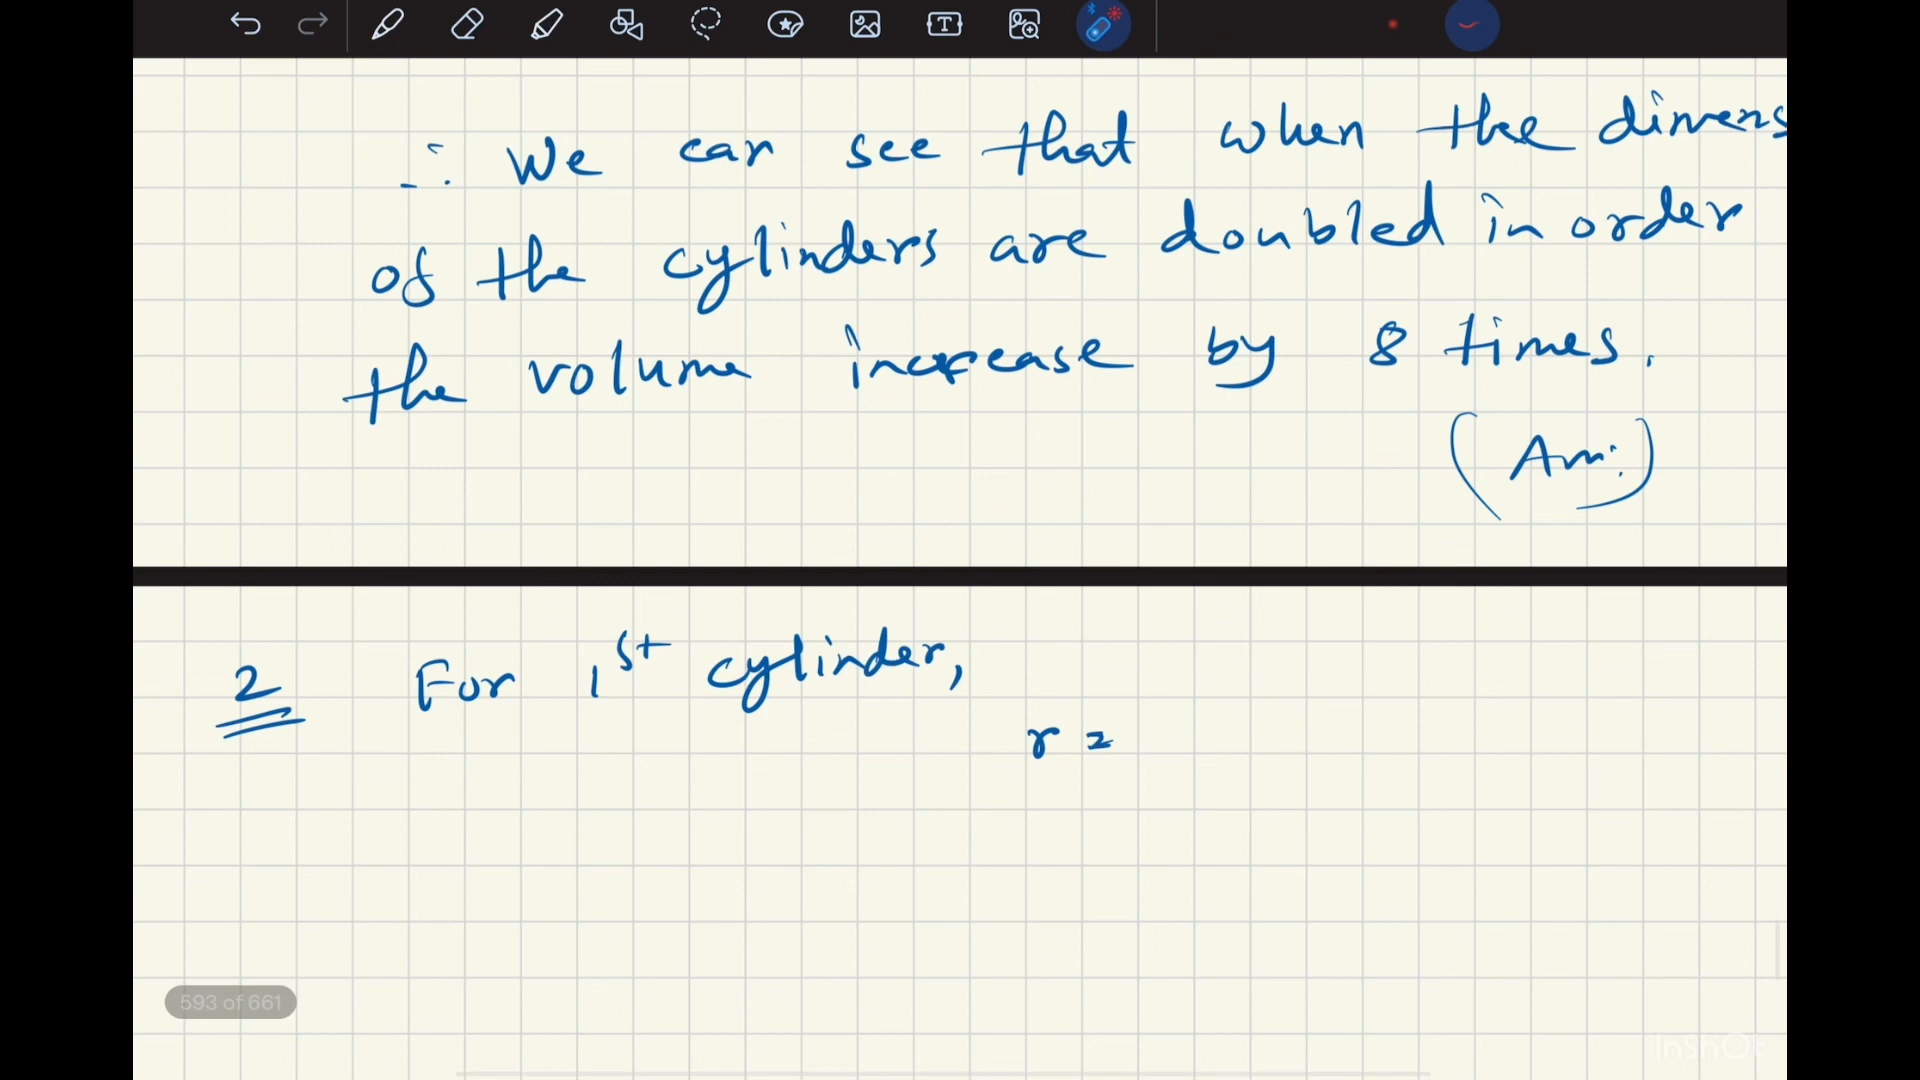 ∴ We can see that when the dimens
of the cylinders are doubled in order
the volume increase by 8 times.
(Ans:)
2 For 1st cylinder,
r =
593 of 661
InShOt